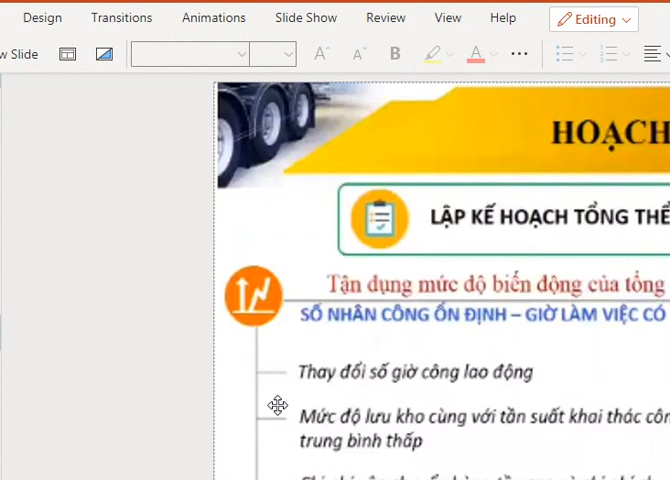 Design Transitions Animations Slide Show Review View Help Editing
Slide
HOẠCH
LẬP KẾ HOẠCH TỔNG THỂ
Tận dụng mức độ biến động của tổng
SỐ NHÂN CÔNG ỔN ĐỊNH – GIỜ LÀM VIỆC CÓ
Thay đổi số giờ công lao động
Mức độ lưu kho cùng với tần suất khai thác côn
trung bình thấp